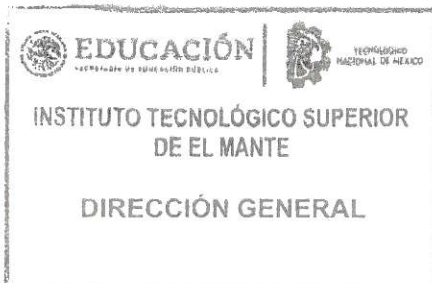 EDUCACIÓN
SECRETARÍA DE EDUCACIÓN PÚBLICA
TECNOLÓGICO
NACIONAL DE MÉXICO
INSTITUTO TECNOLÓGICO SUPERIOR
DE EL MANTE
DIRECCIÓN GENERAL